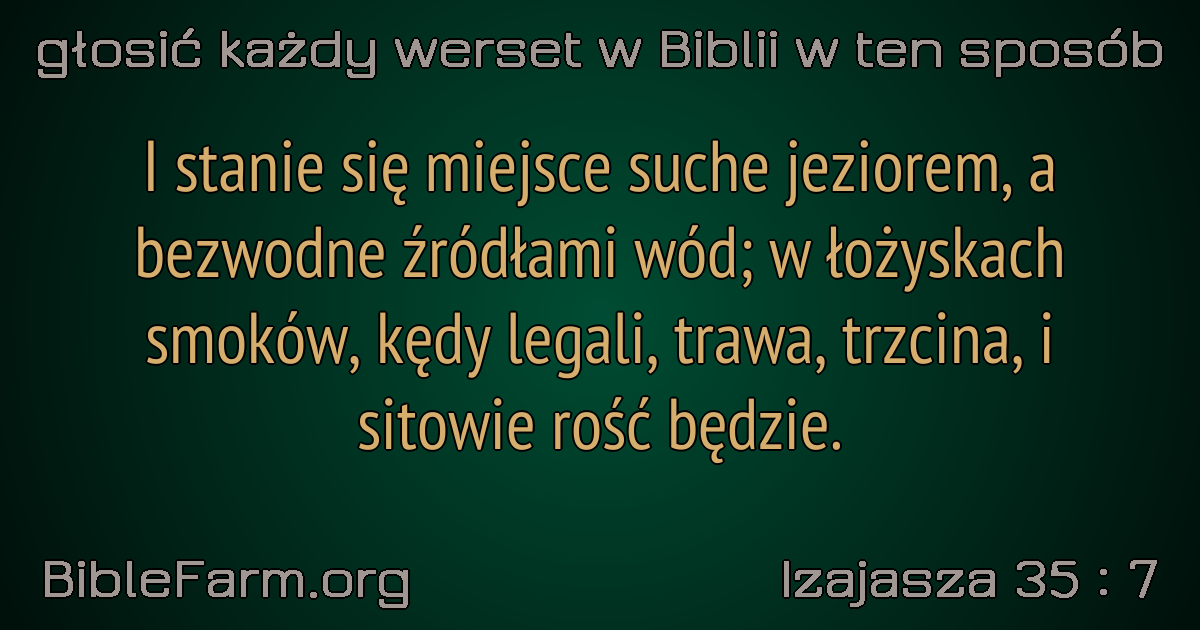 głosić każdy werset w Biblii w ten sposób
I stanie się miejsce suche jeziorem, a
bezwodne źródłami wód; w łożyskach
smoków, kędy legali, trawa, trzcina, i
sitowie rość będzie.
BibleFarm.org
Izajasza 35 : 7